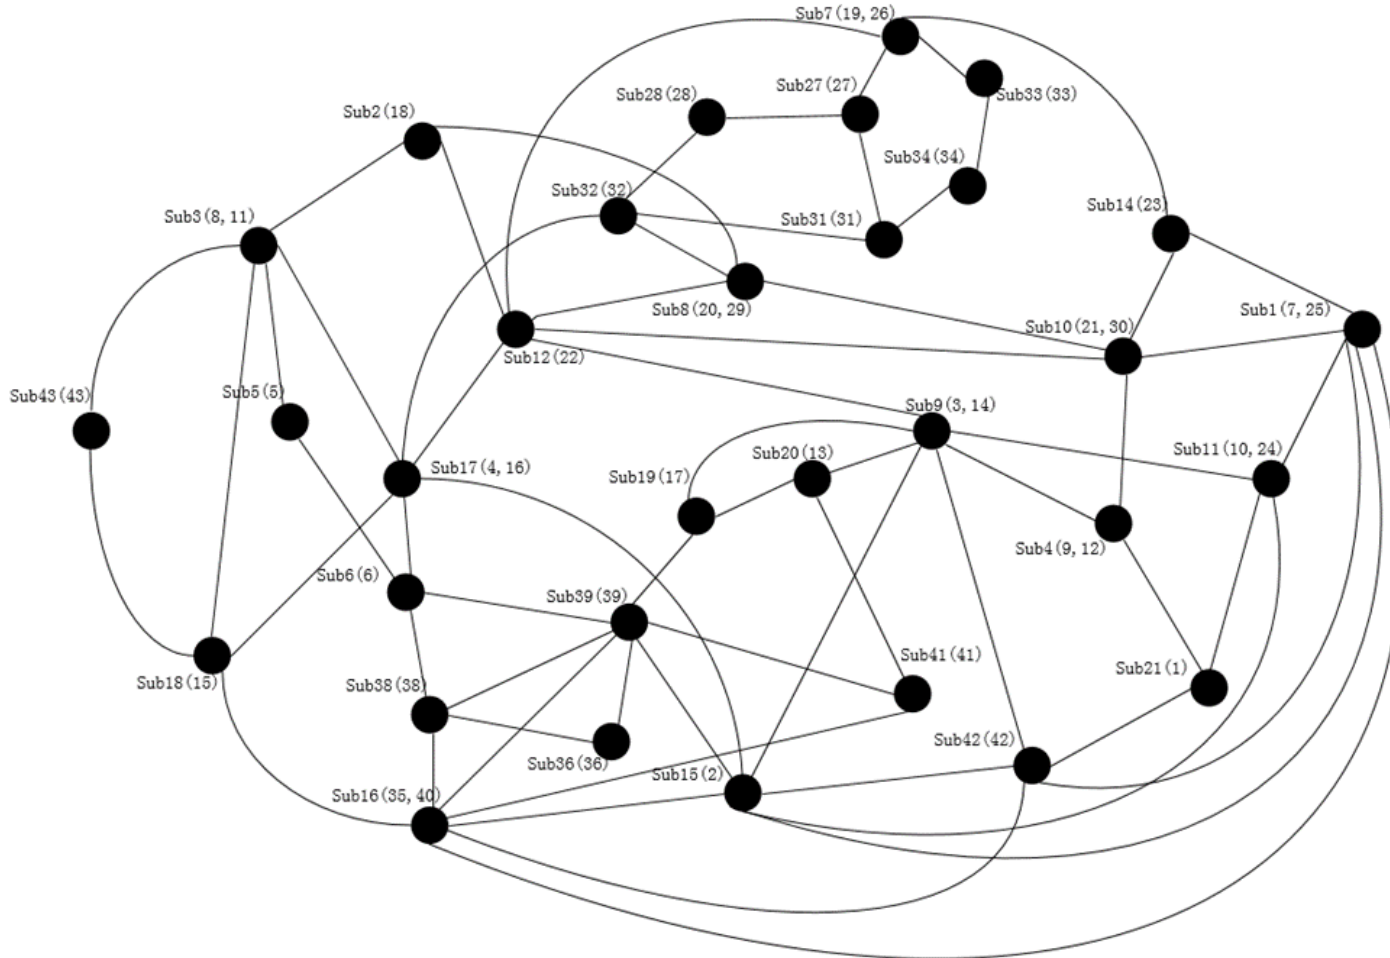 Sub7(19, 26)
Sub27(27)
Sub28(28)
Sub33(33)
Sub2(18)
Sub34(34)
Sub32(32)
Sub14(23)
Sub3(8, 11)
Sub31(31)
Sub8(20, 29)
Sub1(7, 25)
Sub10(21, 30)
Sub12(22)
Sub43(43)
Sub5(5)
Sub9(3, 14)
Sub20(13)
Sub11(10, 24)
Sub17(4, 16)
Sub19(17)
Sub4(9, 12)
Sub6(6)
Sub39(39)
Sub41(41)
Sub21(1)
Sub18(15)
Sub38(38)
Sub42(42)
Sub36(36)
Sub15(2)
Sub16(35, 40)